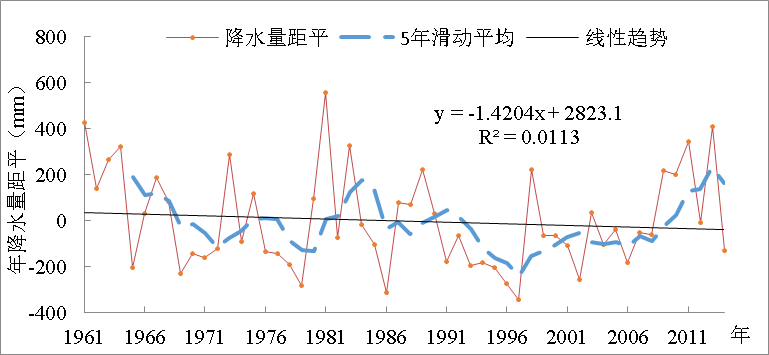 降水量距平 5年滑动平均 线性趋势
y = -1.4204x + 2823.1
R² = 0.0113
年降水量距平（mm）
800
600
400
200
0
-200
-400
1961 1966 1971 1976 1981 1986 1991 1996 2001 2006 2011 年